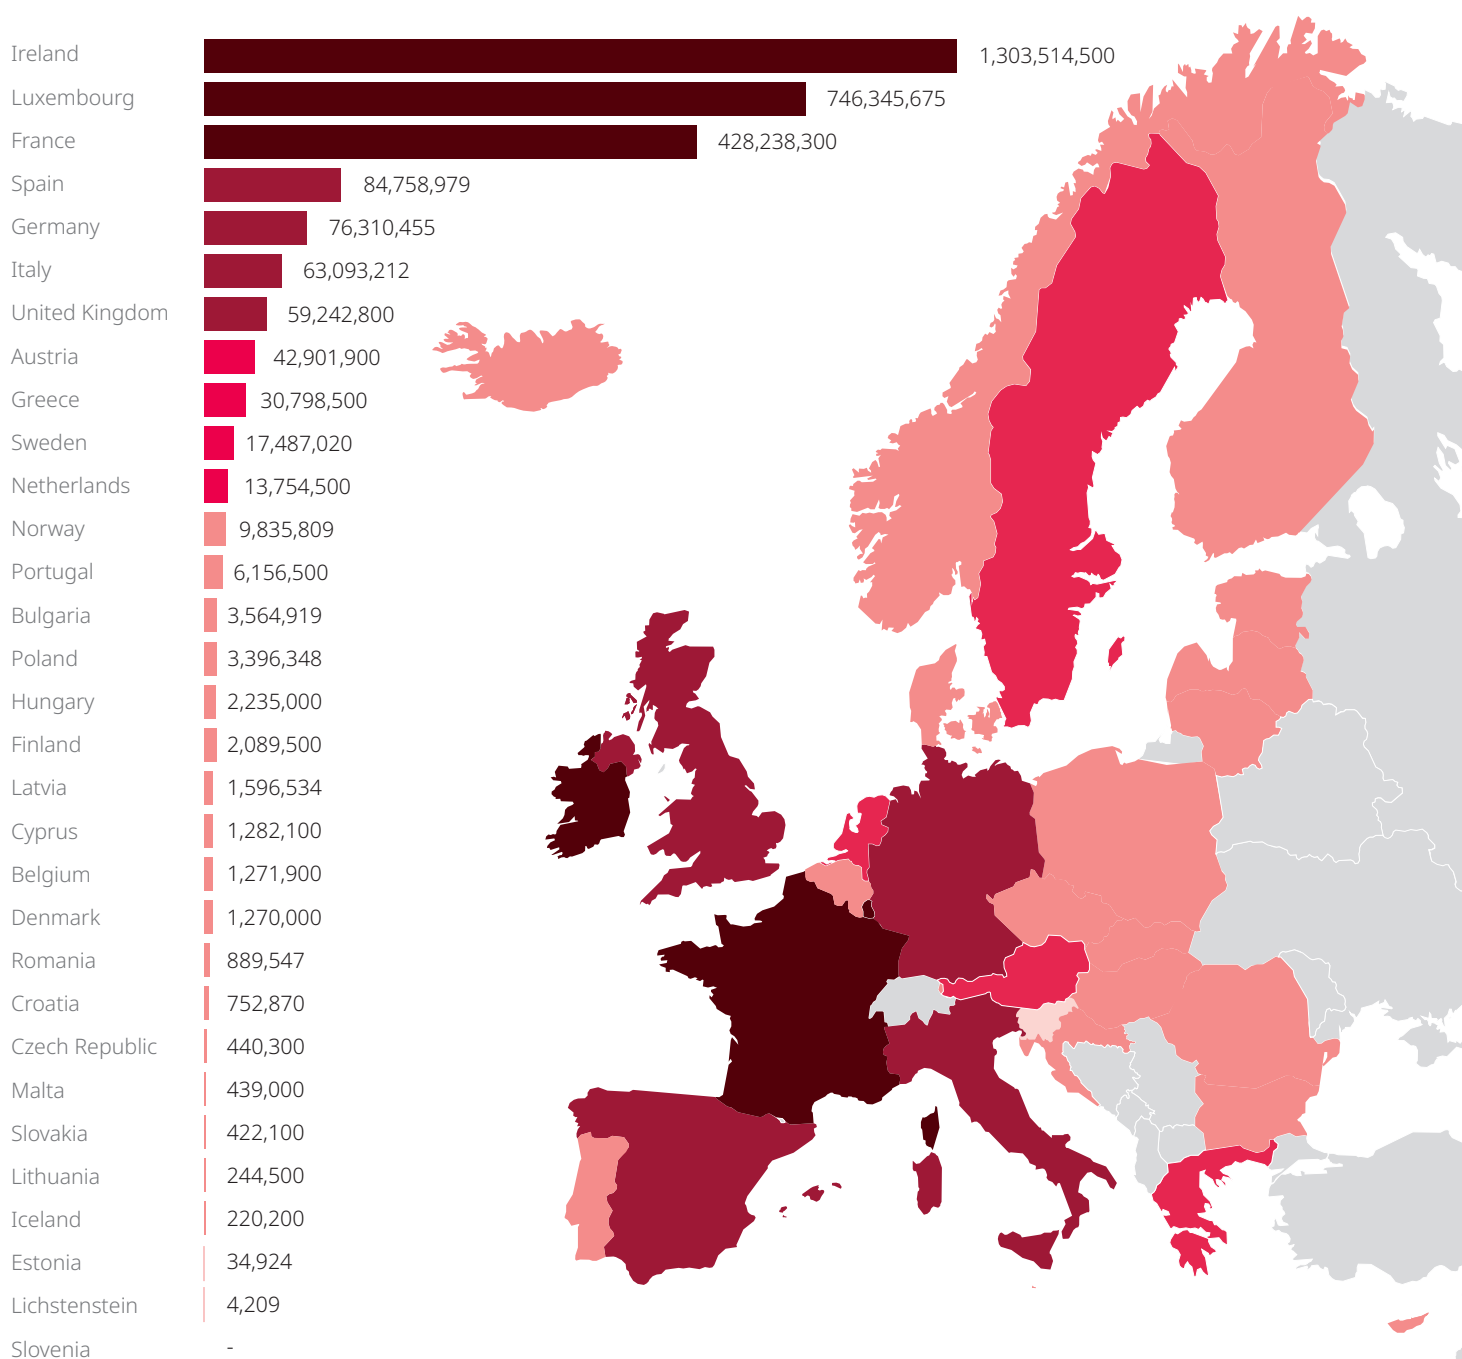 Ireland 1,303,514,500
Luxembourg 746,345,675
France 428,238,300
Spain 84,758,979
Germany 76,310,455
Italy 63,093,212
United Kingdom 59,242,800
Austria 42,901,900
Greece 30,798,500
Sweden 17,487,020
Netherlands 13,754,500
Norway 9,835,809
Portugal 6,156,500
Bulgaria 3,564,919
Poland 3,396,348
Hungary 2,235,000
Finland 2,089,500
Latvia 1,596,534
Cyprus 1,282,100
Belgium 1,271,900
Denmark 1,270,000
Romania 889,547
Croatia 752,870
Czech Republic 440,300
Malta 439,000
Slovakia 422,100
Lithuania 244,500
Iceland 220,200
Estonia 34,924
Lichstenstein 4,209
Slovenia -